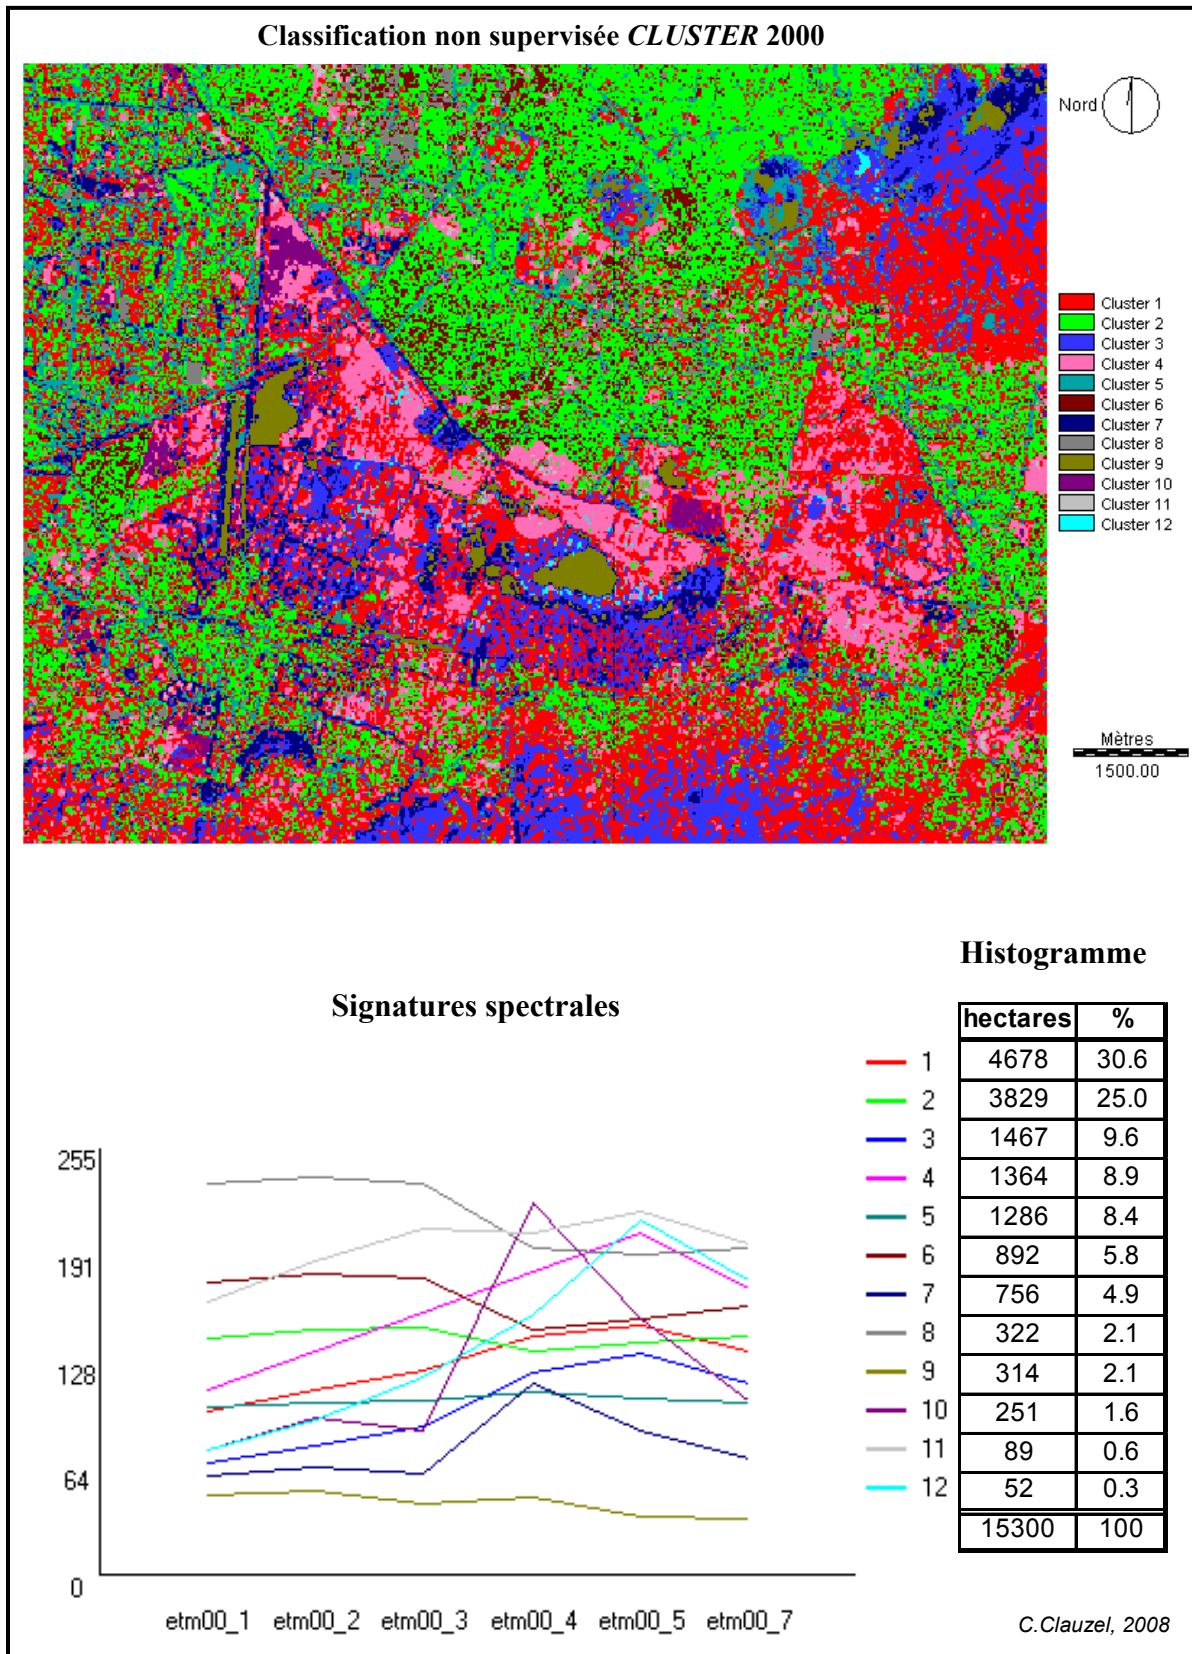 Classification non supervisée CLUSTER 2000
Nord
Cluster 1
Cluster 2
Cluster 3
Cluster 4
Cluster 5
Cluster 6
Cluster 7
Cluster 8
Cluster 9
Cluster 10
Cluster 11
Cluster 12
Mètres
1500.00
Histogramme
Signatures spectrales
hectares %
1 4678 30.6
2 3829 25.0
3 1467 9.6
4 1364 8.9
5 1286 8.4
6 892 5.8
7 756 4.9
8 322 2.1
9 314 2.1
10 251 1.6
11 89 0.6
12 52 0.3
15300 100
255
191
128
64
0
etm00_1 etm00_2 etm00_3 etm00_4 etm00_5 etm00_7
C.Clauzel, 2008